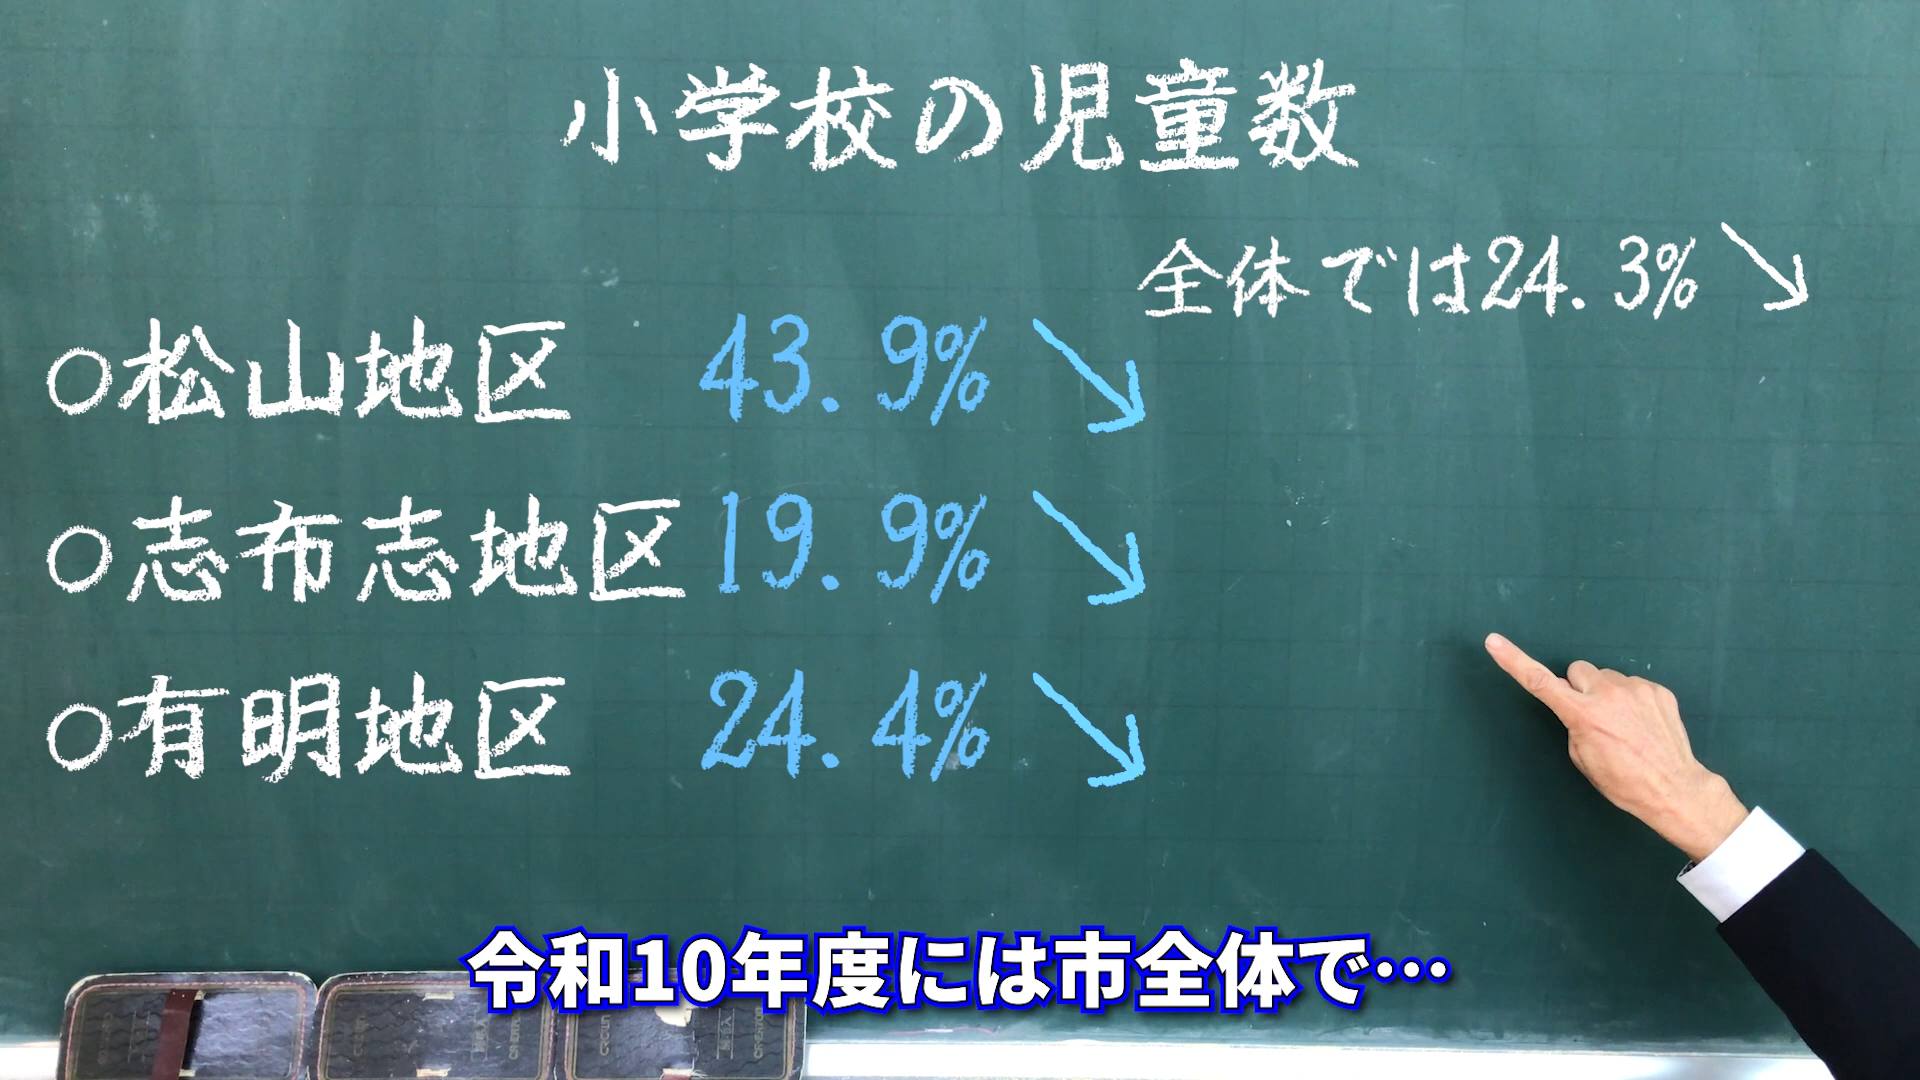 小学校の児童数
全体では24.3%↘
○松山地区 43.9%↘
○志布志地区 19.9%↘
○有明地区 24.4%↘
令和10年度には市全体で…